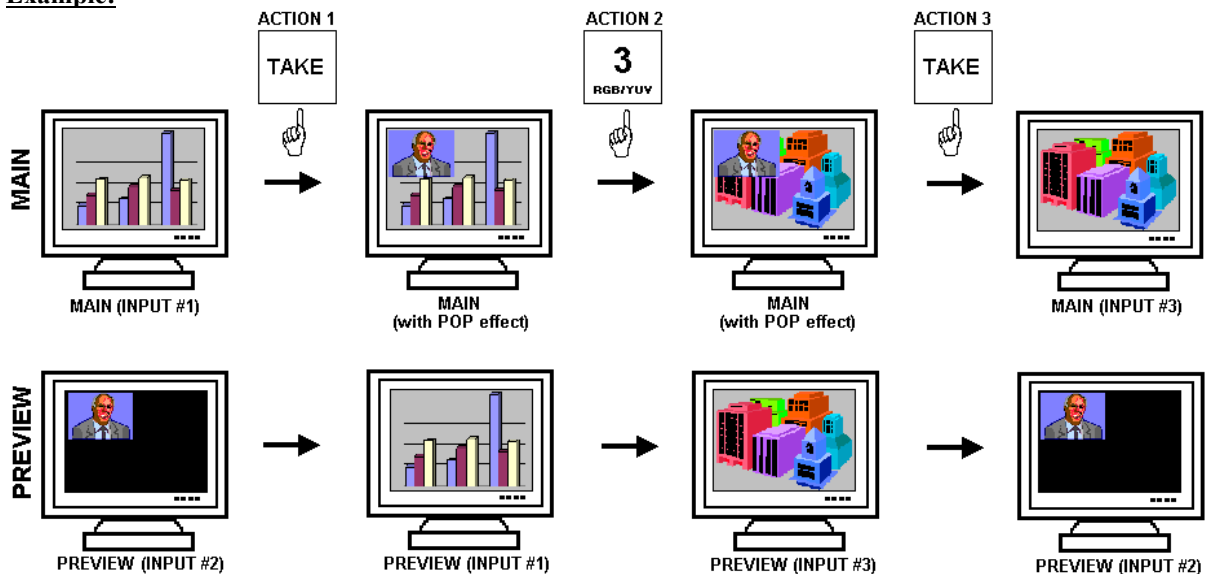 Example:
ACTION 1
ACTION 2
ACTION 3
TAKE
3
RGB/YUV
TAKE
MAIN
MAIN (INPUT #1)
MAIN
(with POP effect)
MAIN
(with POP effect)
MAIN (INPUT #3)
PREVIEW
PREVIEW (INPUT #2)
PREVIEW (INPUT #1)
PREVIEW (INPUT #3)
PREVIEW (INPUT #2)